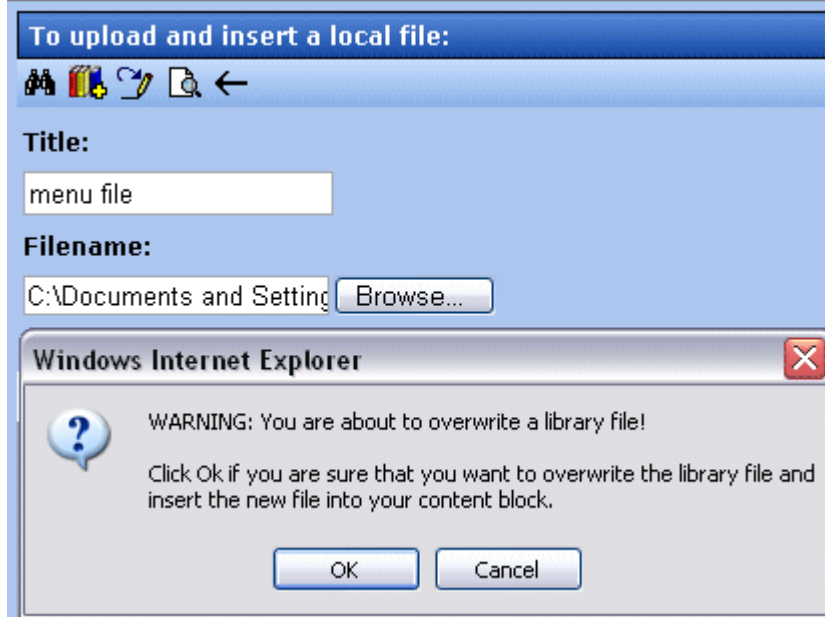 To upload and insert a local file:
Title:
menu file
Filename:
C:\Documents and Setting Browse...
Windows Internet Explorer
WARNING: You are about to overwrite a library file!
Click Ok if you are sure that you want to overwrite the library file and
insert the new file into your content block.
OK Cancel